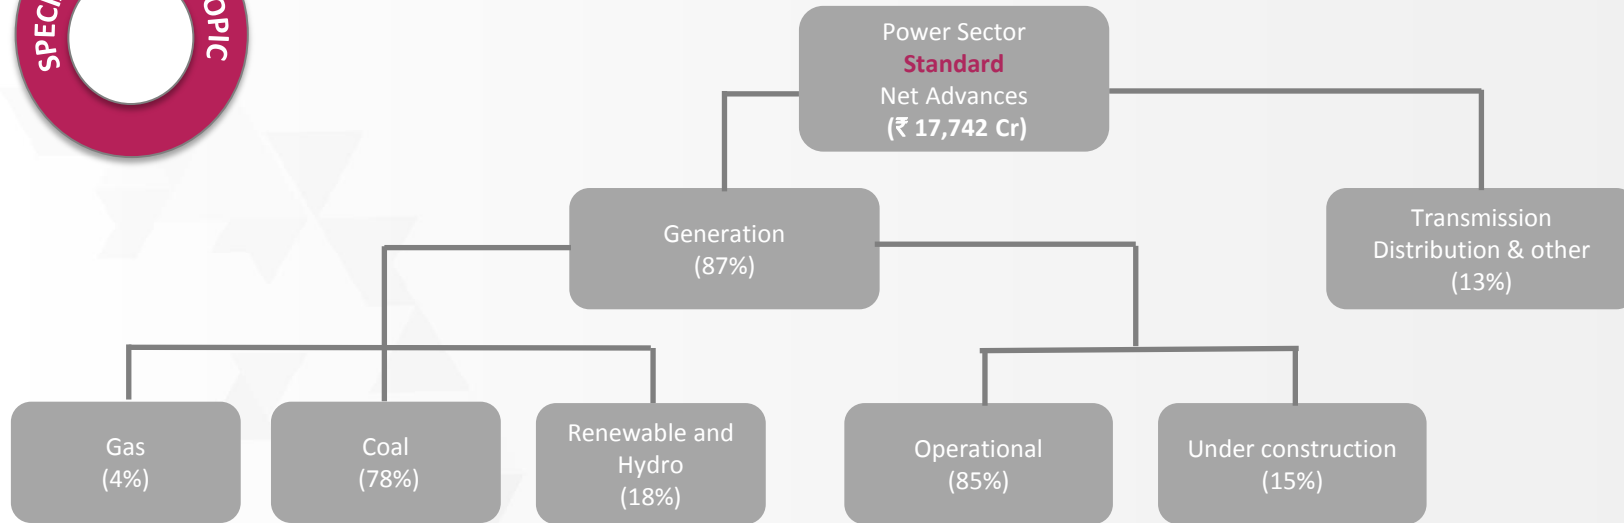 OPIC
Power Sector
Standard
Net Advances
(₹ 17,742 Cr)
Generation
(87%)
Transmission
Distribution & other
(13%)
Gas
(4%)
Coal
(78%)
Renewable and
Hydro
(18%)
Operational
(85%)
Under construction
(15%)